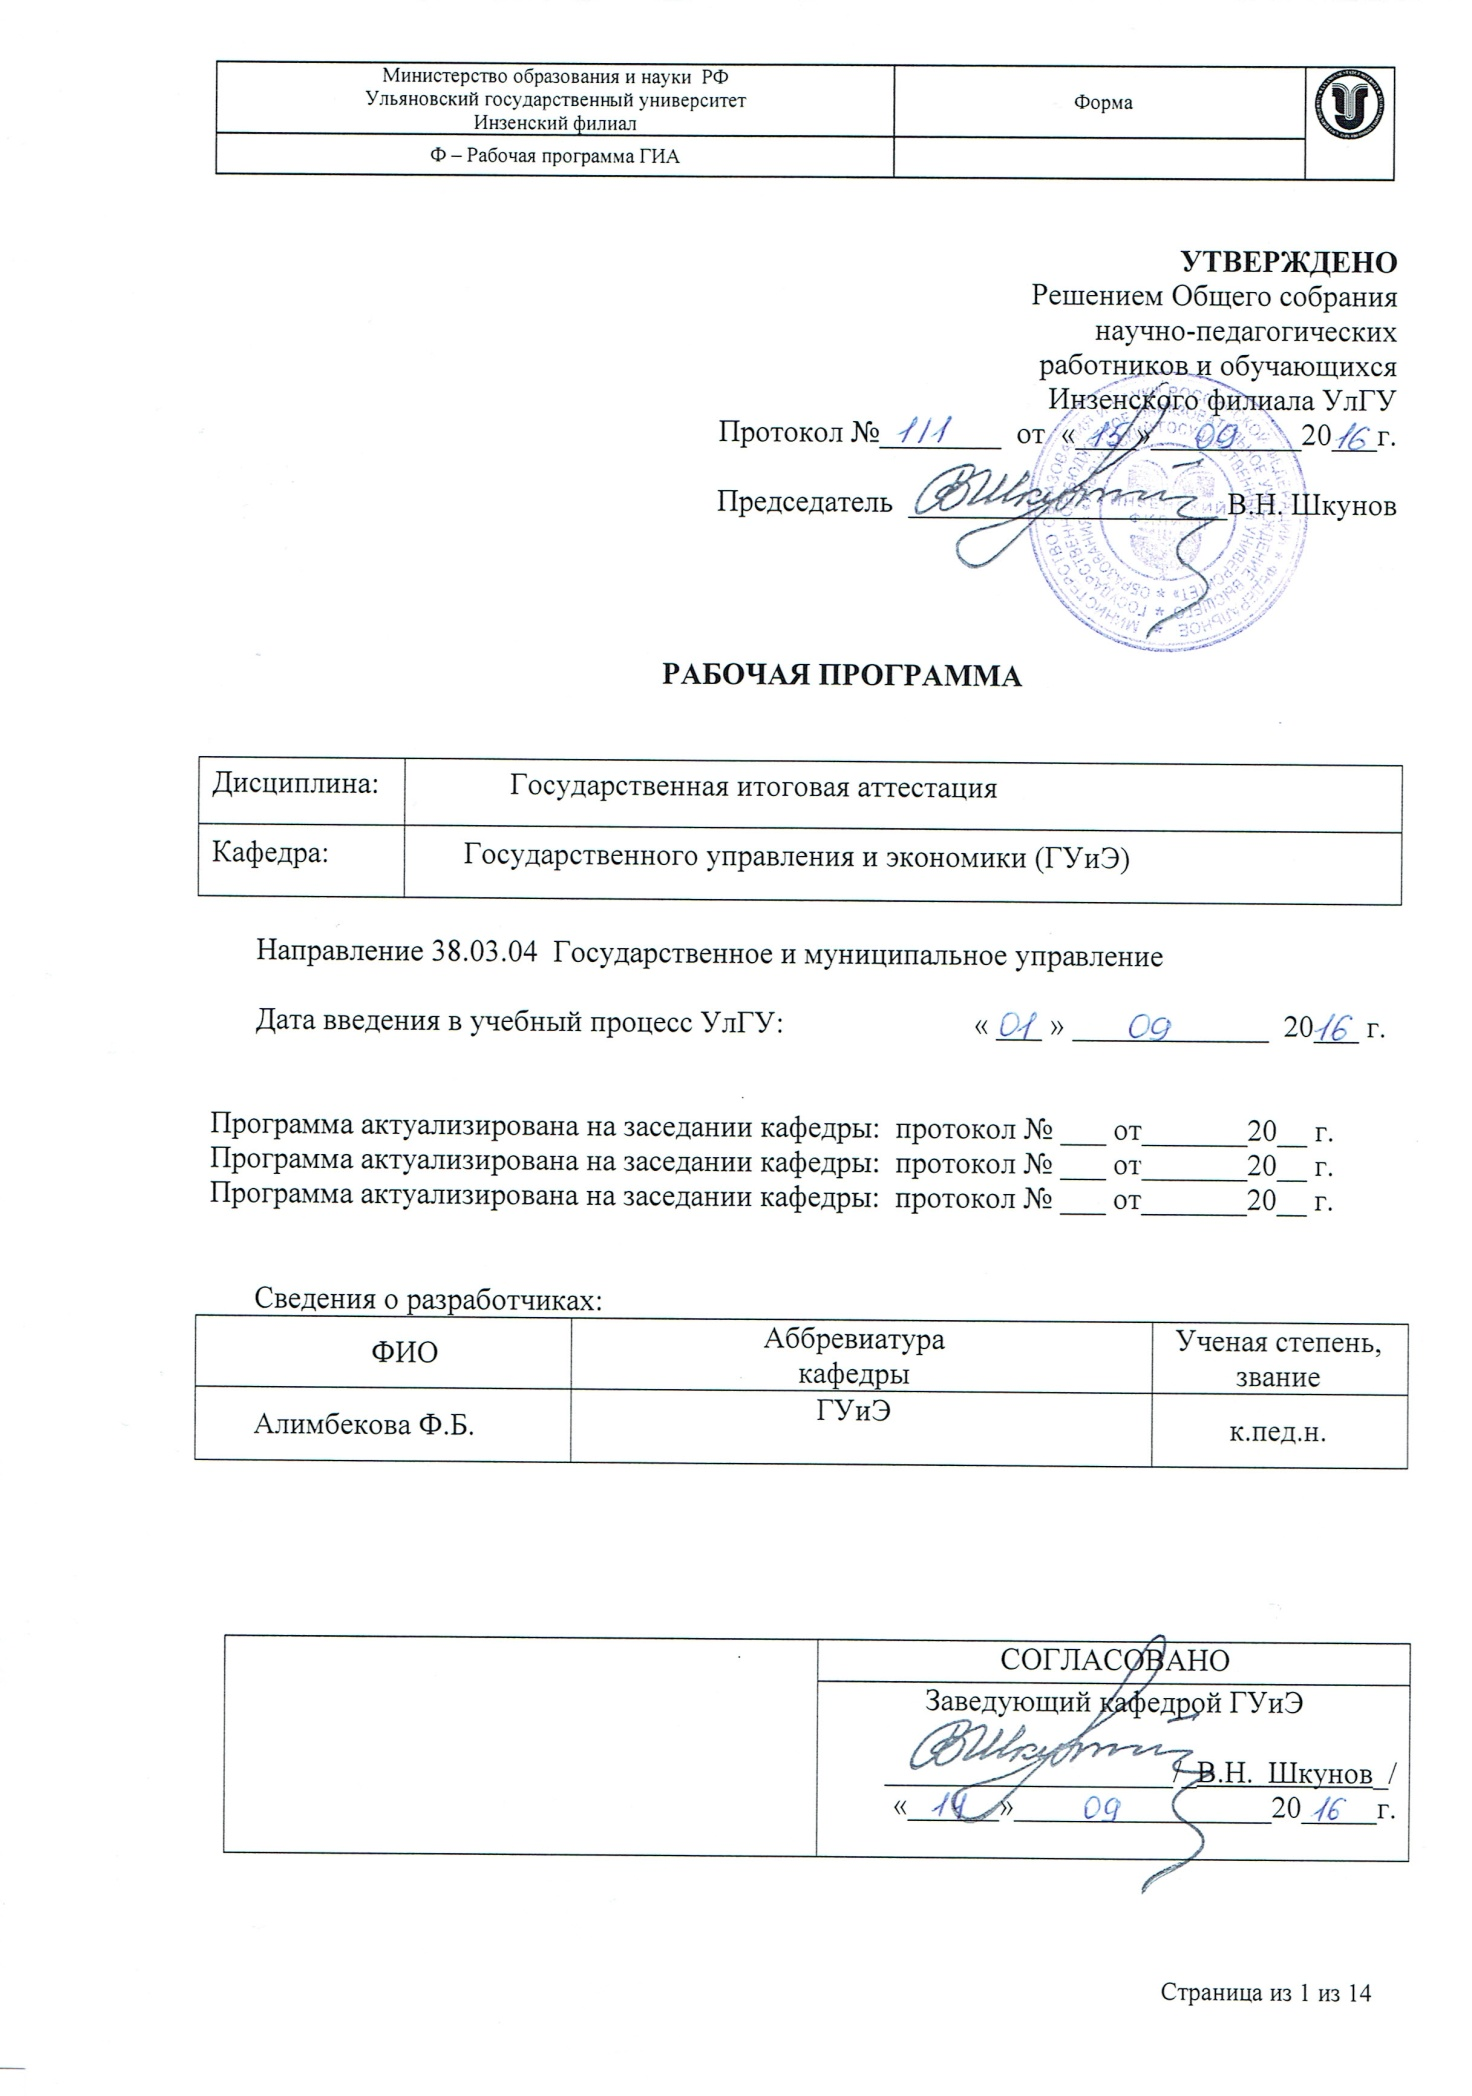 Министерство образования и науки РФ
Ульяновский государственный университет
Инзенский филиал
Форма
Ф – Рабочая программа ГИА
УТВЕРЖДЕНО
Решением Общего собрания
научно-педагогических
работников и обучающихся
Инзенского филиала УлГУ
Протокол № 111 от «15» 09 2016 г.
Председатель В.Н. Шкунов
РАБОЧАЯ ПРОГРАММА
Дисциплина: Государственная итоговая аттестация
Кафедра: Государственного управления и экономики (ГУиЭ)
Направление 38.03.04 Государственное и муниципальное управление
Дата введения в учебный процесс УлГУ: « 01 » 09 2016 г.
Программа актуализирована на заседании кафедры: протокол № ___ от_______20__ г.
Программа актуализирована на заседании кафедры: протокол № ___ от_______20__ г.
Программа актуализирована на заседании кафедры: протокол № ___ от_______20__ г.
Сведения о разработчиках:
ФИО
Аббревиатура
кафедры
Ученая степень,
звание
Алимбекова Ф.Б.
ГУиЭ
к.пед.н.
СОГЛАСОВАНО
Заведующий кафедрой ГУиЭ
/ В.Н. Шкунов /
« » 09 2016 г.
Страница из 1 из 14